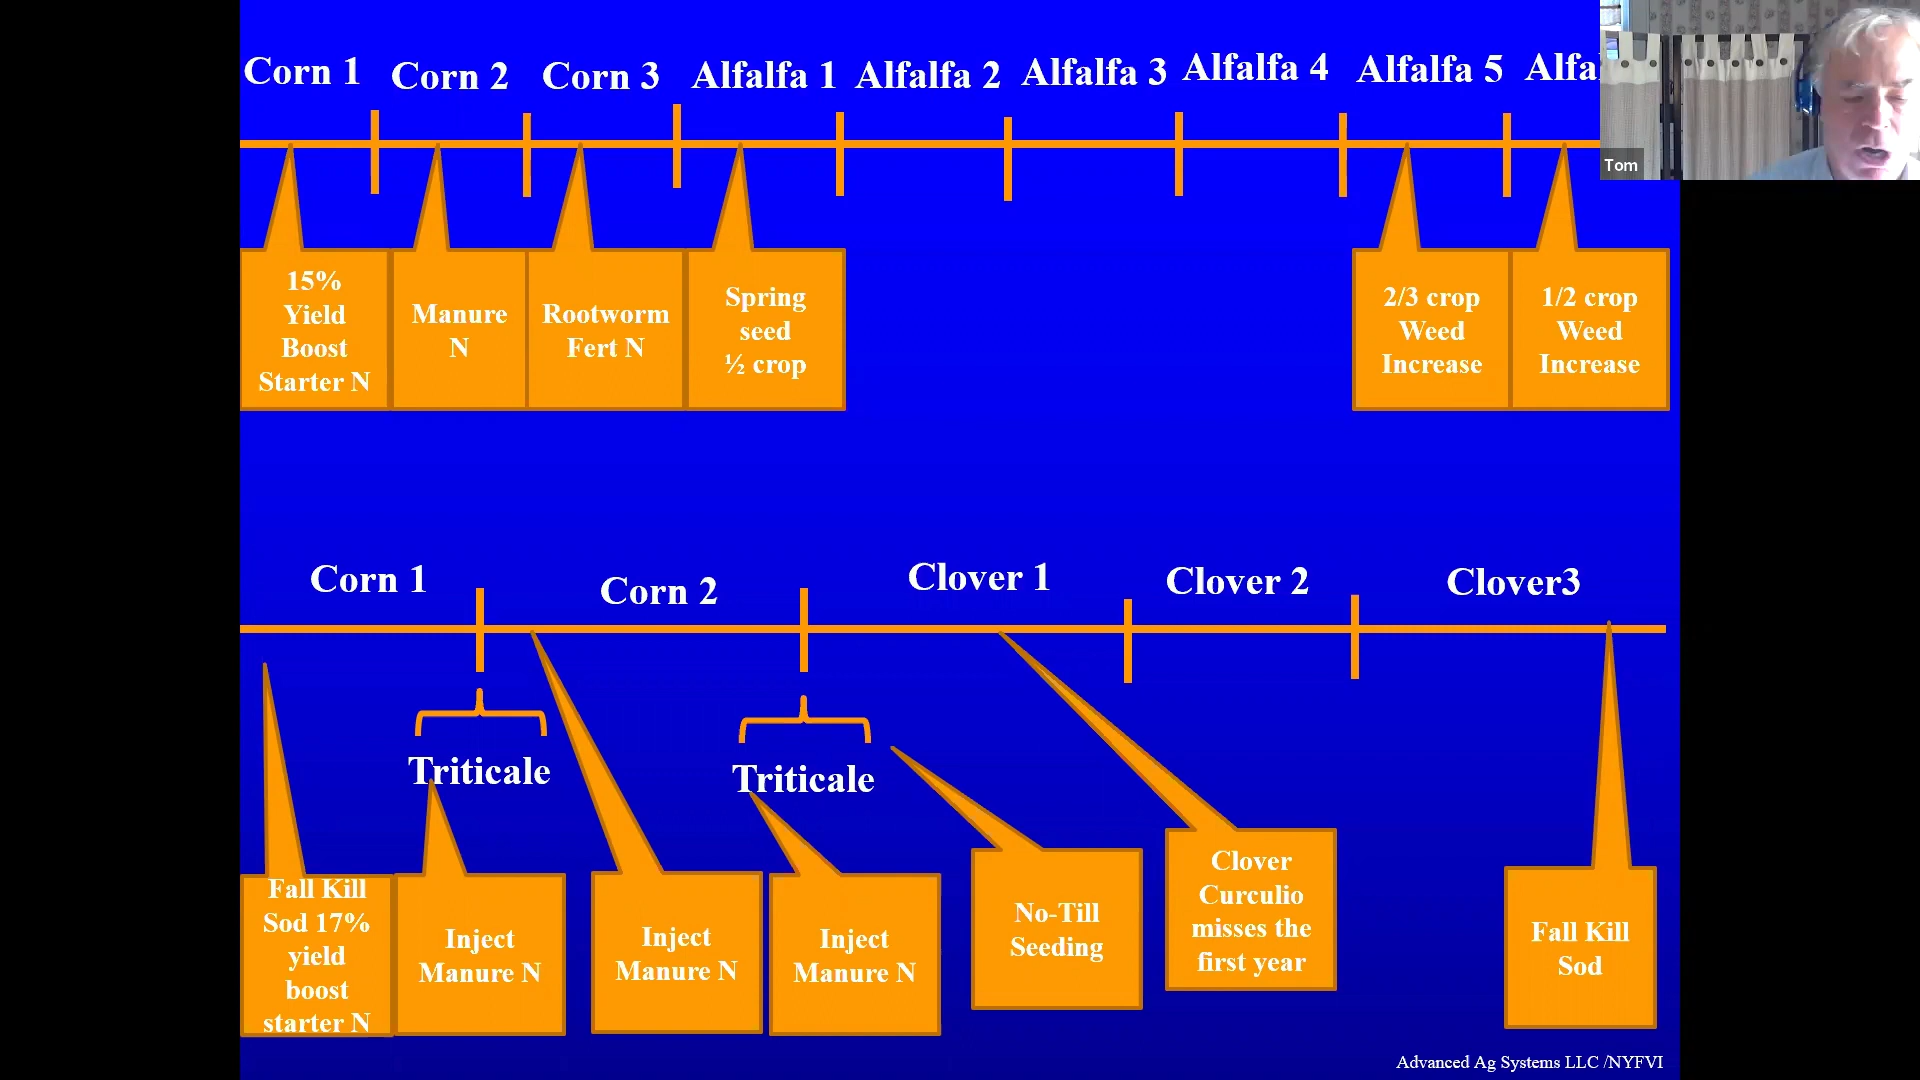 Corn 1 Corn 2 Corn 3 Alfalfa 1 Alfalfa 2 Alfalfa 3 Alfalfa 4 Alfalfa 5 Alfa
Tom
15%
Yield
Boost
Starter N
Manure
N
Rootworm
Fert N
Spring
seed
½ crop
2/3 crop
Weed
Increase
1/2 crop
Weed
Increase
Corn 1 Corn 2 Clover 1 Clover 2 Clover3
Triticale
Triticale
Fall Kill
Sod 17%
yield
boost
starter N
Inject
Manure N
Inject
Manure N
Inject
Manure N
No-Till
Seeding
Clover
Curculio
misses the
first year
Fall Kill
Sod
Advanced Ag Systems LLC /NYFVI